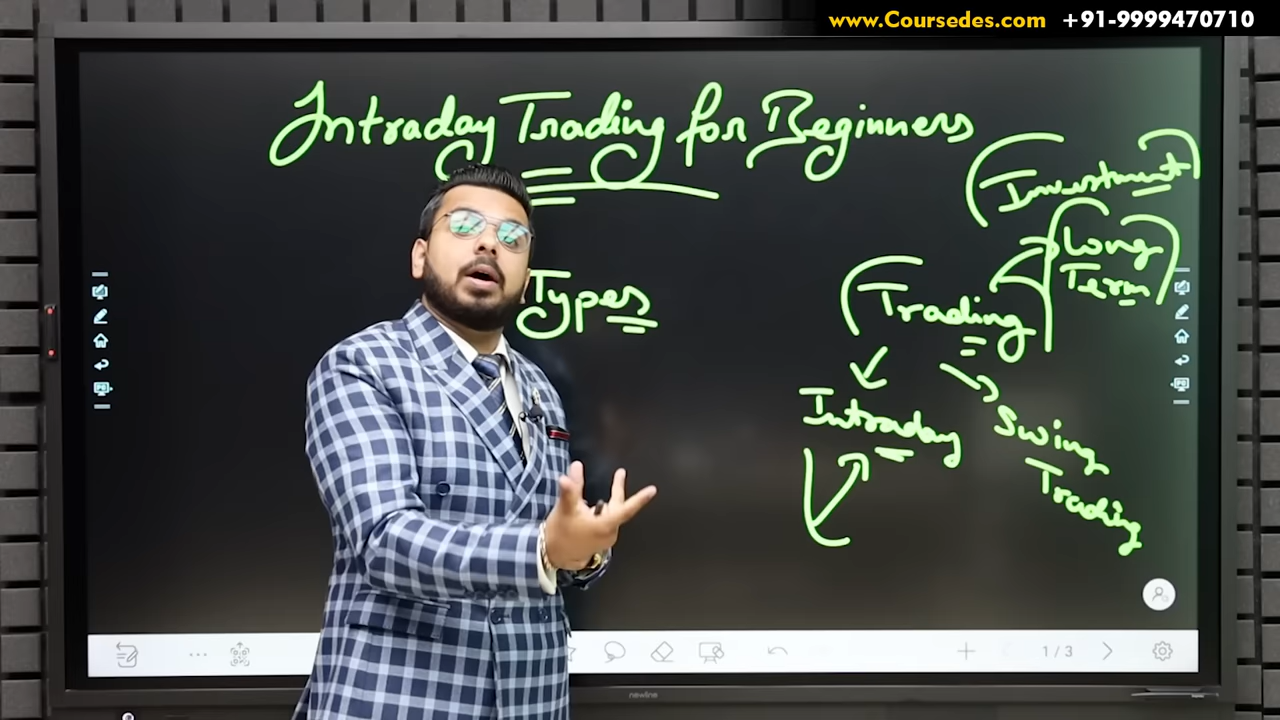 www.Coursedes.com +91-9999470710
Intraday Trading for Beginners
Investment
Long
Term
Types
Trading
Intraday
Swing
Trading
1/3
newline